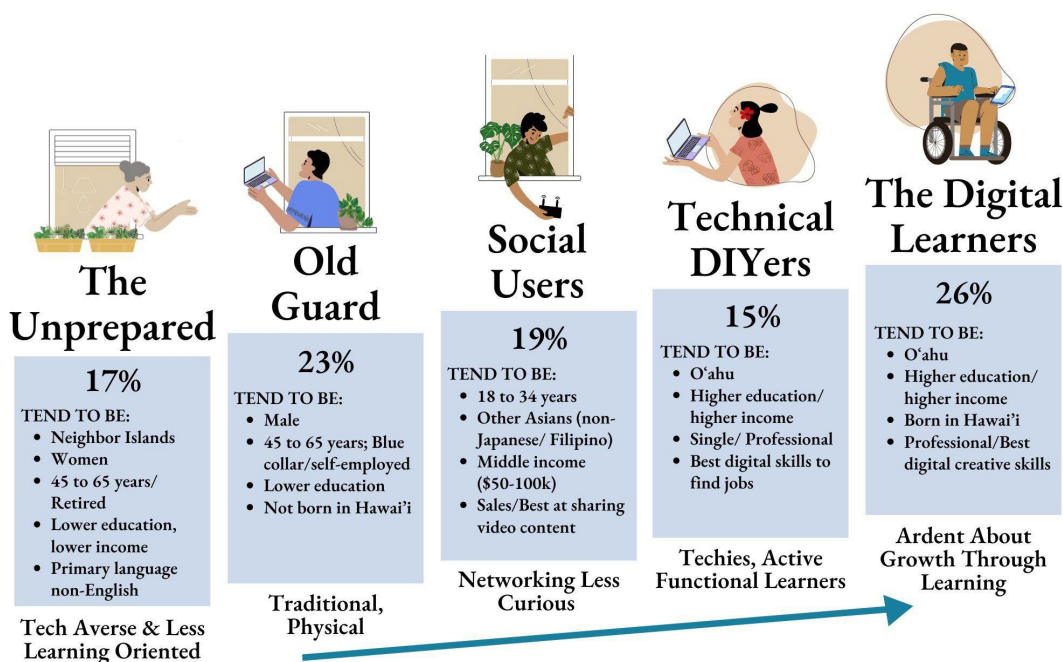 The
Unprepared
17%
TEND TO BE:
• Neighbor Islands
• Women
• 45 to 65 years/
Retired
• Lower education,
lower income
• Primary language
non-English
Tech Averse & Less
Learning Oriented
Old
Guard
23%
TEND TO BE:
• Male
• 45 to 65 years; Blue
collar/self-employed
• Lower education
• Not born in Hawai’i
Traditional,
Physical
Social
Users
19%
TEND TO BE:
• 18 to 34 years
• Other Asians (non-
Japanese/ Filipino)
• Middle income
($50-100k)
• Sales/Best at sharing
video content
Networking Less
Curious
Technical
DIYers
15%
TEND TO BE:
• Oʻahu
• Higher education/
higher income
• Single/ Professional
• Best digital skills to
find jobs
Techies, Active
Functional Learners
The Digital
Learners
26%
TEND TO BE:
• Oʻahu
• Higher education/
higher income
• Born in Hawai’i
• Professional/Best
digital creative skills
Ardent About
Growth Through
Learning